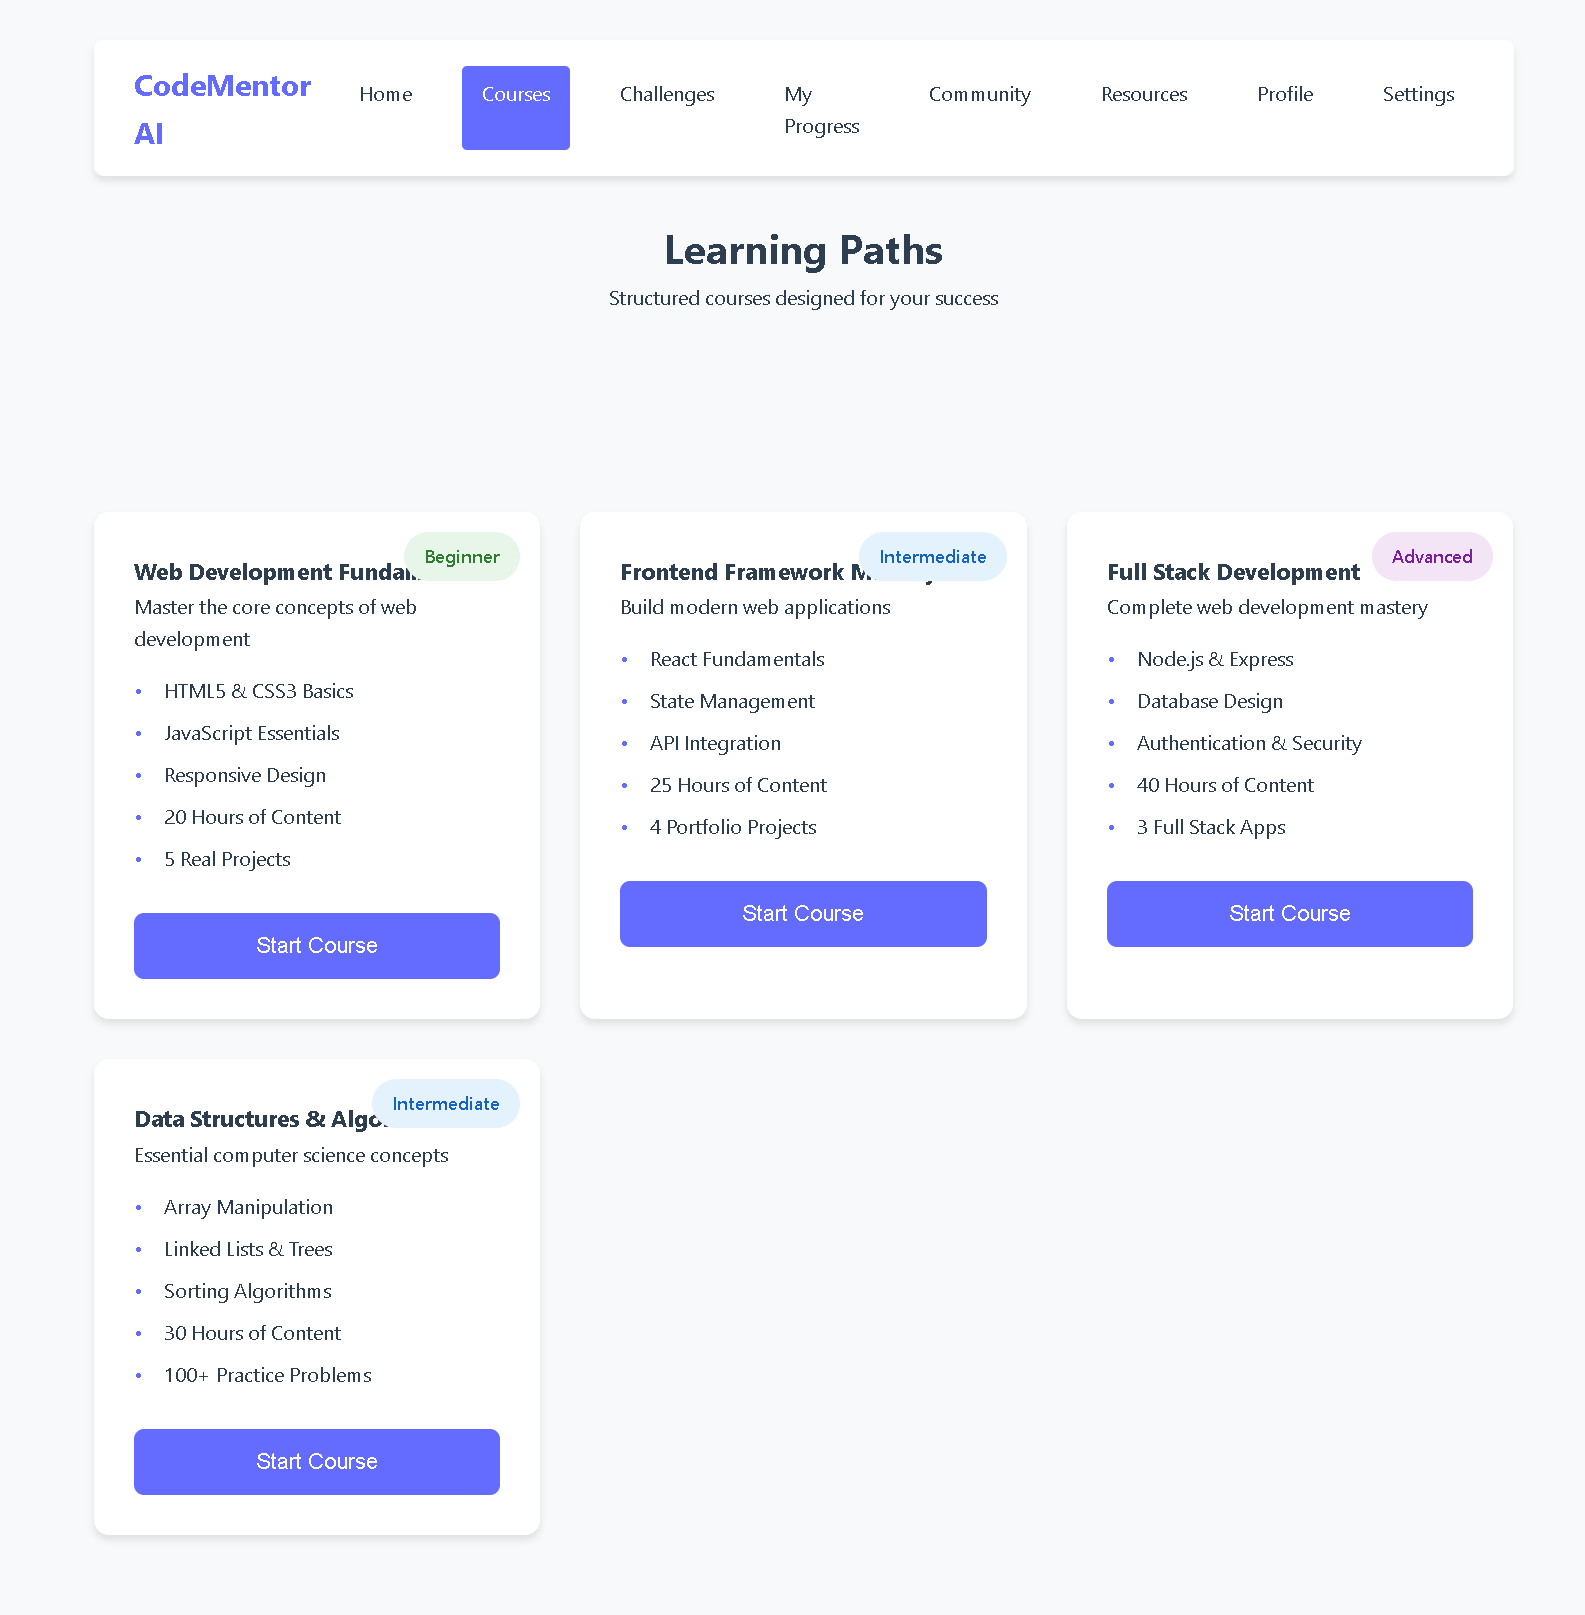 CodeMentor
AI
Home
Courses
Challenges
My
Progress
Community
Resources
Profile
Settings
Learning Paths
Structured courses designed for your success
Beginner
Web Development
Master the core concepts of web
development
• HTML5 & CSS3 Basics
• JavaScript Essentials
• Responsive Design
• 20 Hours of Content
• 5 Real Projects
Start Course
Intermediate
Frontend Framework
Build modern web applications
• React Fundamentals
• State Management
• API Integration
• 25 Hours of Content
• 4 Portfolio Projects
Start Course
Advanced
Full Stack Development
Complete web development mastery
• Node.js & Express
• Database Design
• Authentication & Security
• 40 Hours of Content
• 3 Full Stack Apps
Start Course
Intermediate
Data Structures &
Essential computer science concepts
• Array Manipulation
• Linked Lists & Trees
• Sorting Algorithms
• 30 Hours of Content
• 100+ Practice Problems
Start Course